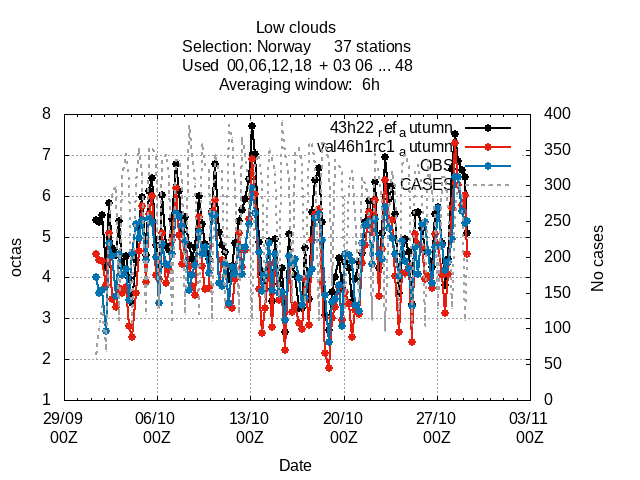 Low clouds
Selection: Norway 37 stations
Used 00,06,12,18 + 03 06 ... 48
Averaging window: 6h
43h22_ref_autumn
val46h1rc1_autumn
OBS
CASES
8
7
6
5
4
3
2
1
octas
400
350
300
250
200
150
100
50
0
No cases
29/09 06/10 13/10 20/10 27/10 03/11
00Z 00Z 00Z 00Z 00Z 00Z
Date